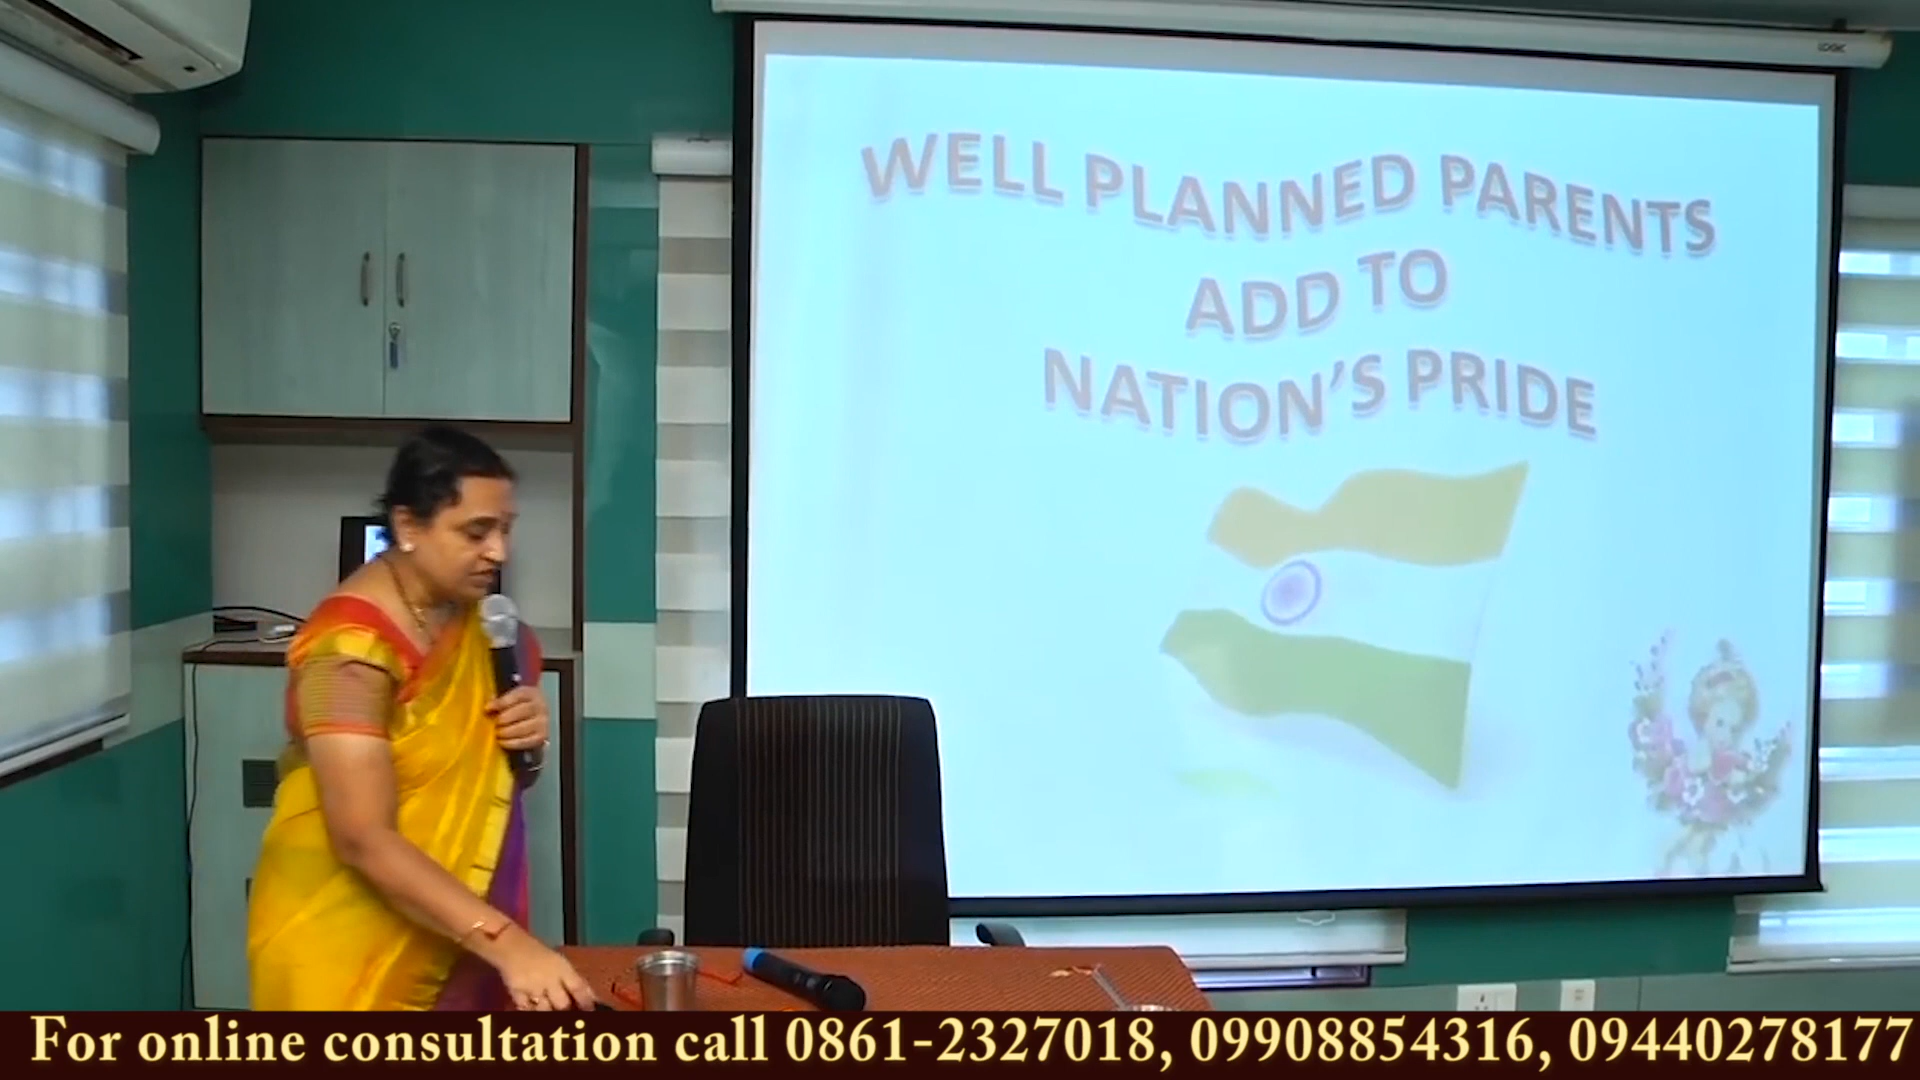 WELL PLANNED PARENTS
ADD TO
NATION'S PRIDE
For online consultation call 0861-2327018, 09908854316, 09440278177